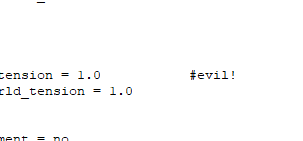 tension = 1.0 #evil!
rld_tension = 1.0
ment = no